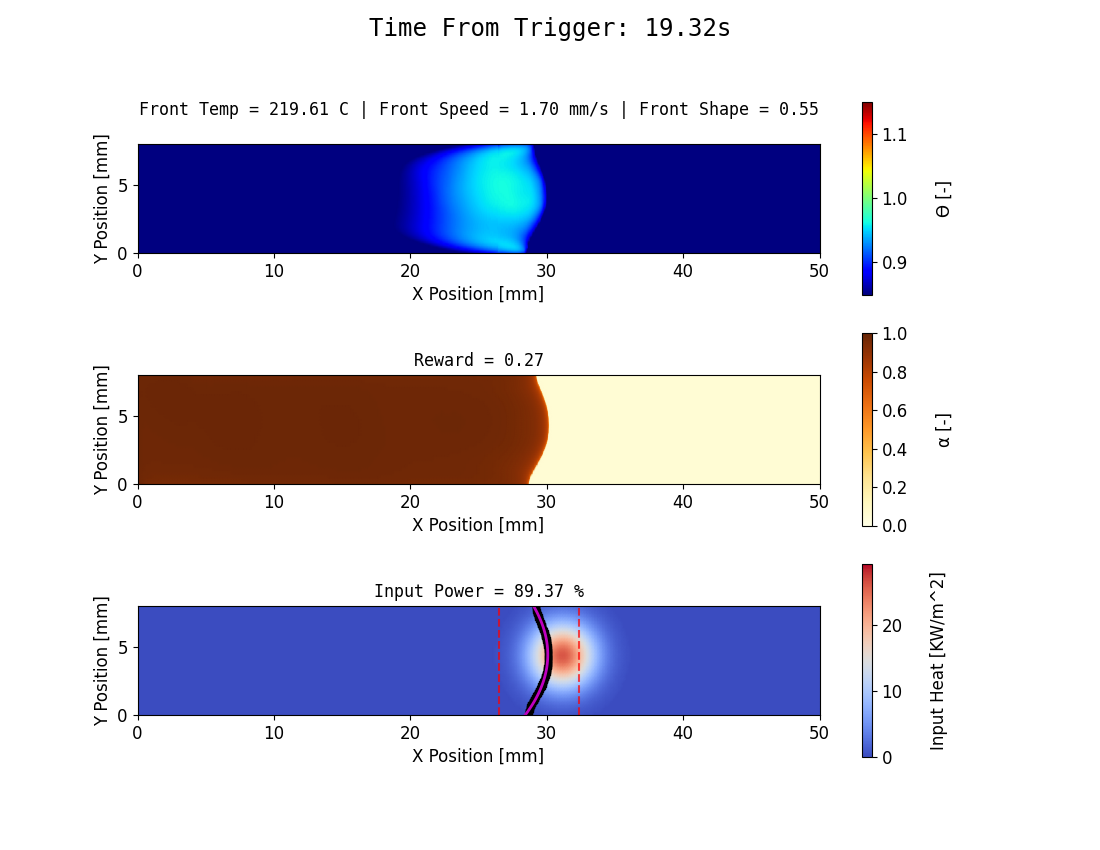 Time From Trigger: 19.32s
Front Temp = 219.61 C | Front Speed = 1.70 mm/s | Front Shape = 0.55
Y Position [mm]
5
0
0 10 20 30 40 50
X Position [mm]
1.1
1.0
0.9
Θ [-]
Reward = 0.27
Y Position [mm]
5
0
0 10 20 30 40 50
X Position [mm]
1.0
0.8
0.6
0.4
0.2
0.0
α [-]
Input Power = 89.37 %
Y Position [mm]
5
0
0 10 20 30 40 50
X Position [mm]
20
10
0
Input Heat [KW/m^2]